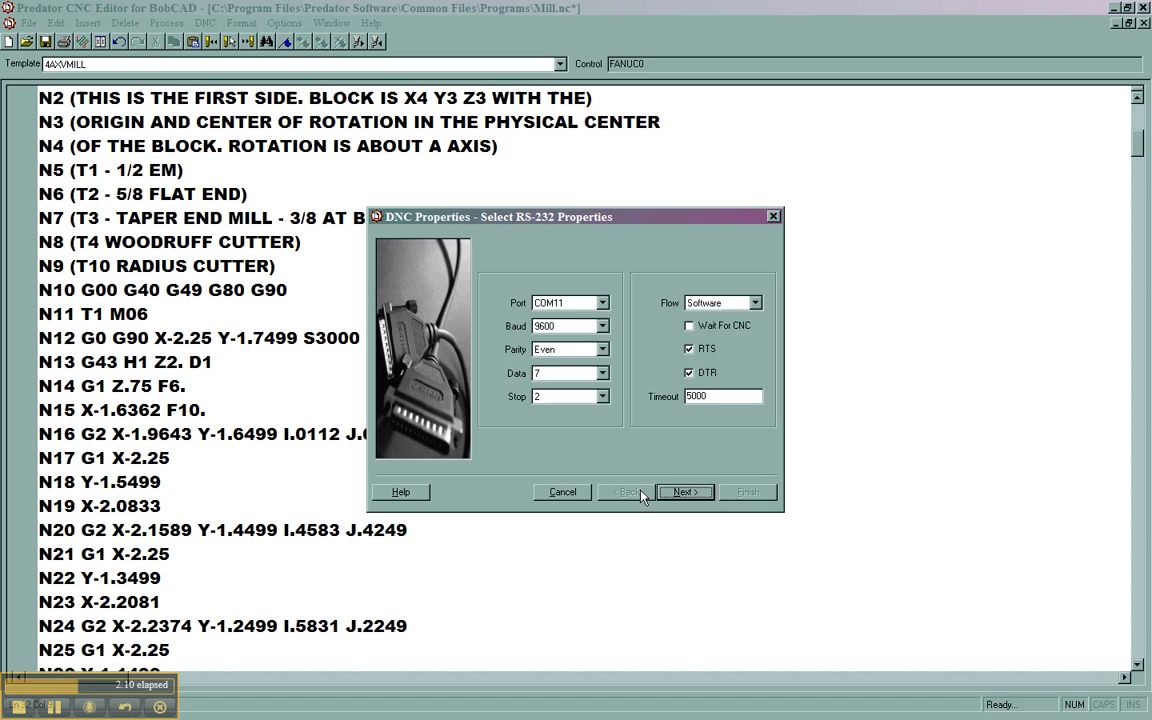 Predator CNC Editor for BobCAD - [C:\Program Files\Predator Software\Common Files\Programs\Mill.nc*]
File Edit Insert Delete Process DNC Format Options Window Help
Template 4AXVMILL Control FANUC0
N2 (THIS IS THE FIRST SIDE. BLOCK IS X4 Y3 Z3 WITH THE)
N3 (ORIGIN AND CENTER OF ROTATION IN THE PHYSICAL CENTER
N4 (OF THE BLOCK. ROTATION IS ABOUT A AXIS)
N5 (T1 - 1/2 EM)
N6 (T2 - 5/8 FLAT END)
N7 (T3 - TAPER END MILL - 3/8 AT B
N8 (T4 WOODRUFF CUTTER)
N9 (T10 RADIUS CUTTER)
N10 G00 G40 G49 G80 G90
N11 T1 M06
N12 G0 G90 X-2.25 Y-1.7499 S3000
N13 G43 H1 Z2. D1
N14 G1 Z.75 F6.
N15 X-1.6362 F10.
N16 G2 X-1.9643 Y-1.6499 I.0112 J.
N17 G1 X-2.25
N18 Y-1.5499
N19 X-2.0833
N20 G2 X-2.1589 Y-1.4499 I.4583 J.4249
N21 G1 X-2.25
N22 Y-1.3499
N23 X-2.2081
N24 G2 X-2.2374 Y-1.2499 I.5831 J.2249
N25 G1 X-2.25
DNC Properties - Select RS-232 Properties
Port COM11
Baud 9600
Parity Even
Data 7
Stop 2
Flow Software
Wait For CNC
RTS
DTR
Timeout 5000
Help Cancel < Back Next > Finish
2:10 elapsed
Ready... NUM CAPS INS